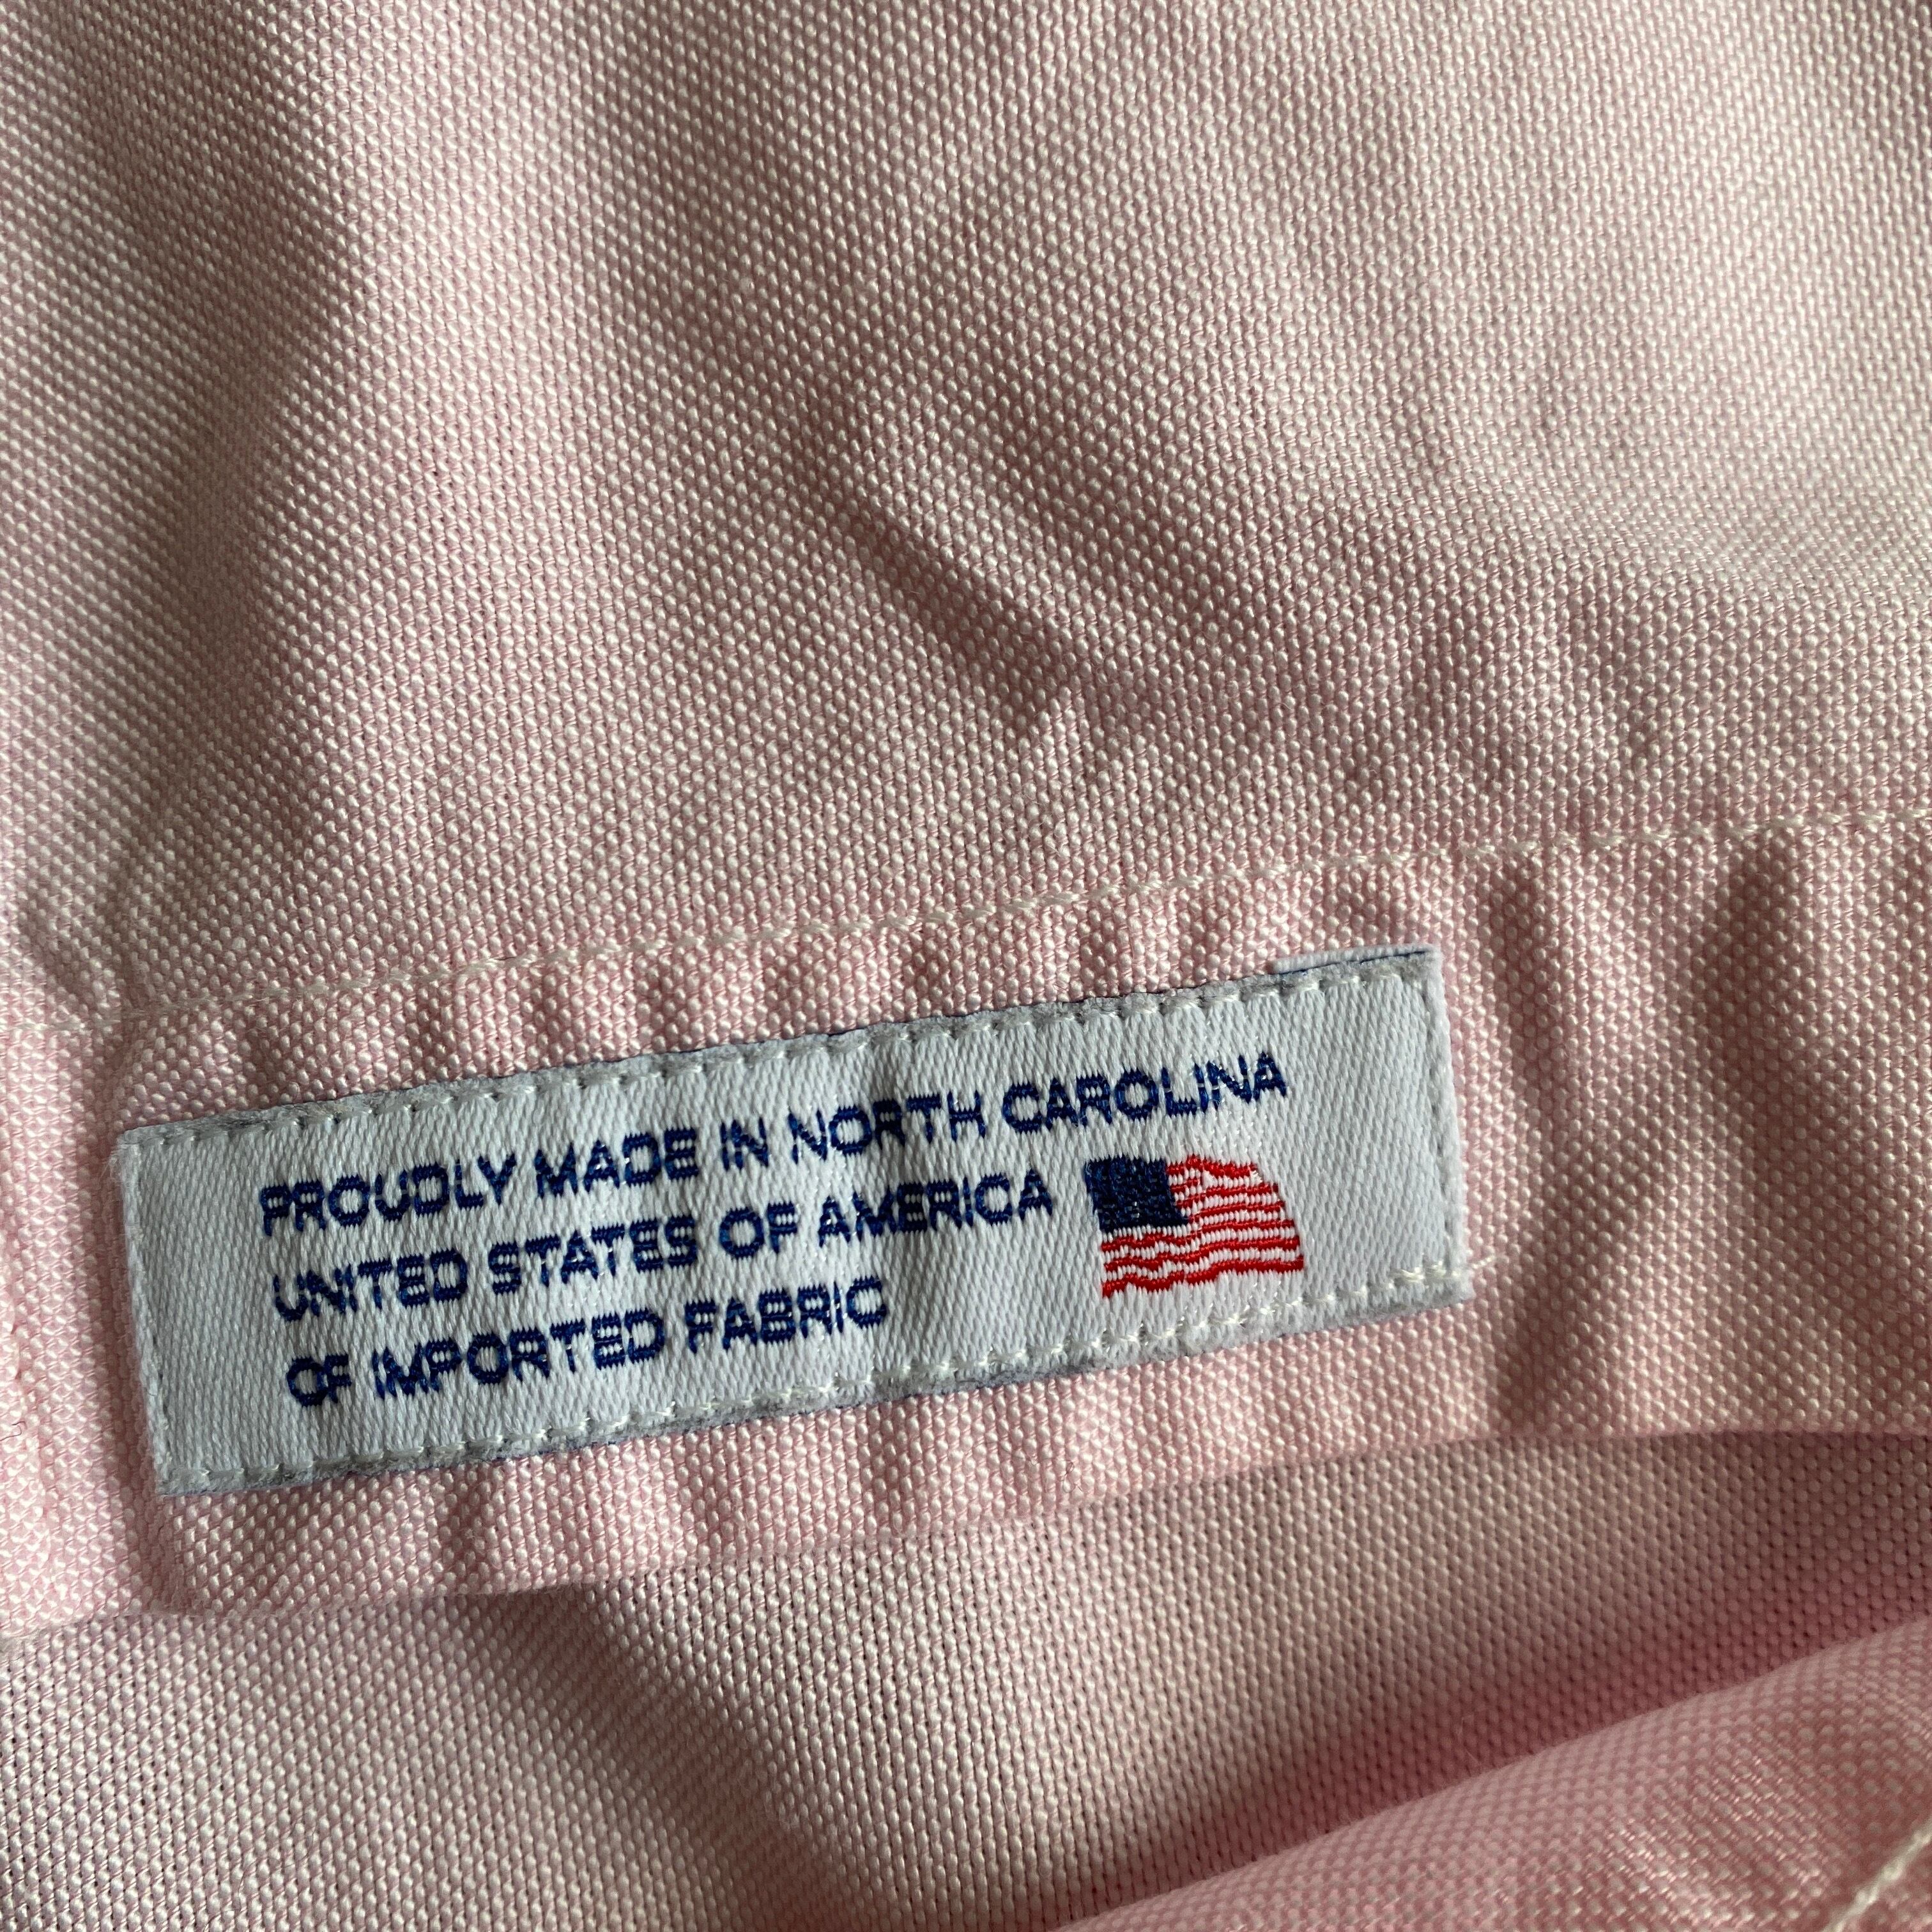 PROUDLY MADE IN NORTH CAROLINA
UNITED STATES OF AMERICA
OF IMPORTED FABRIC